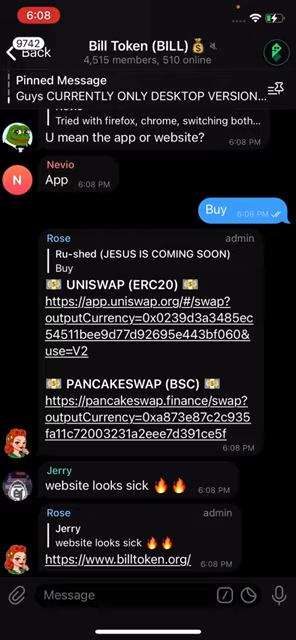 6:08
9742
Back
Bill Token (BILL)💰
4,515 members, 510 online
Pinned Message
Guys CURRENTLY ONLY DESKTOP VERSION...
Nevio
Tried with firefox, chrome, switching both...
U mean the app or website?
6:08 PM
Nevio
N
App
6:08 PM
Buy
6:08 PM
Rose
admin
Ru-shed (JESUS IS COMING SOON)
Buy
💵 UNISWAP (ERC20) 💵
https://app.uniswap.org/#/swap?
outputCurrency=0x0239d3a3485ec
54511bee9d77d92695e443bf060&
use=V2
💵 PANCAKESWAP (BSC) 💵
https://pancakeswap.finance/swap?
outputCurrency=0xa873e87c2c935
fa11c72003231a2eee7d391ce5f
6:08 PM
Jerry
website looks sick 🔥🔥
6:08 PM
Rose
admin
Jerry
website looks sick 🔥🔥
https://www.billtoken.org/
6:08 PM
Message